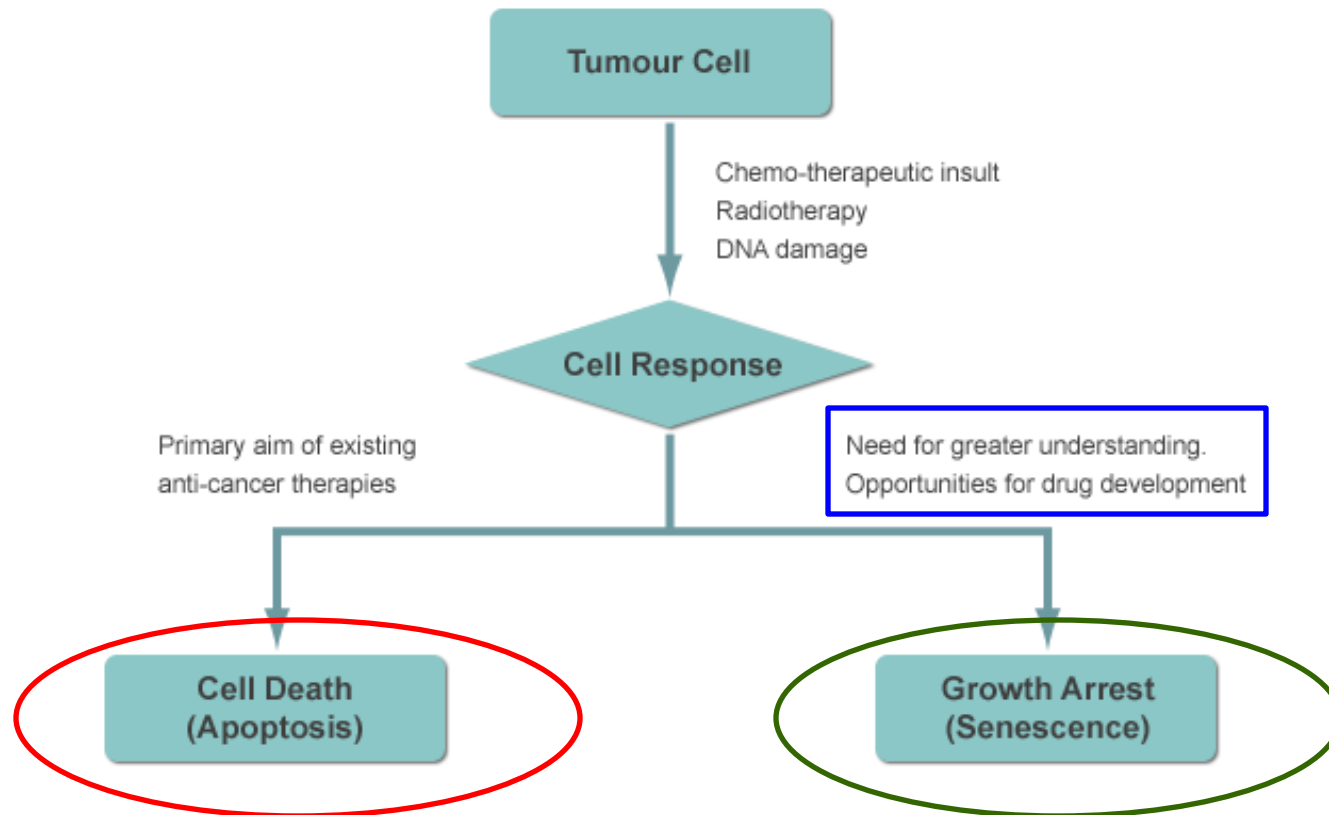 Tumour Cell
Chemo-therapeutic insult
Radiotherapy
DNA damage
Cell Response
Primary aim of existing
anti-cancer therapies
Need for greater understanding.
Opportunities for drug development
Cell Death
(Apoptosis)
Growth Arrest
(Senescence)